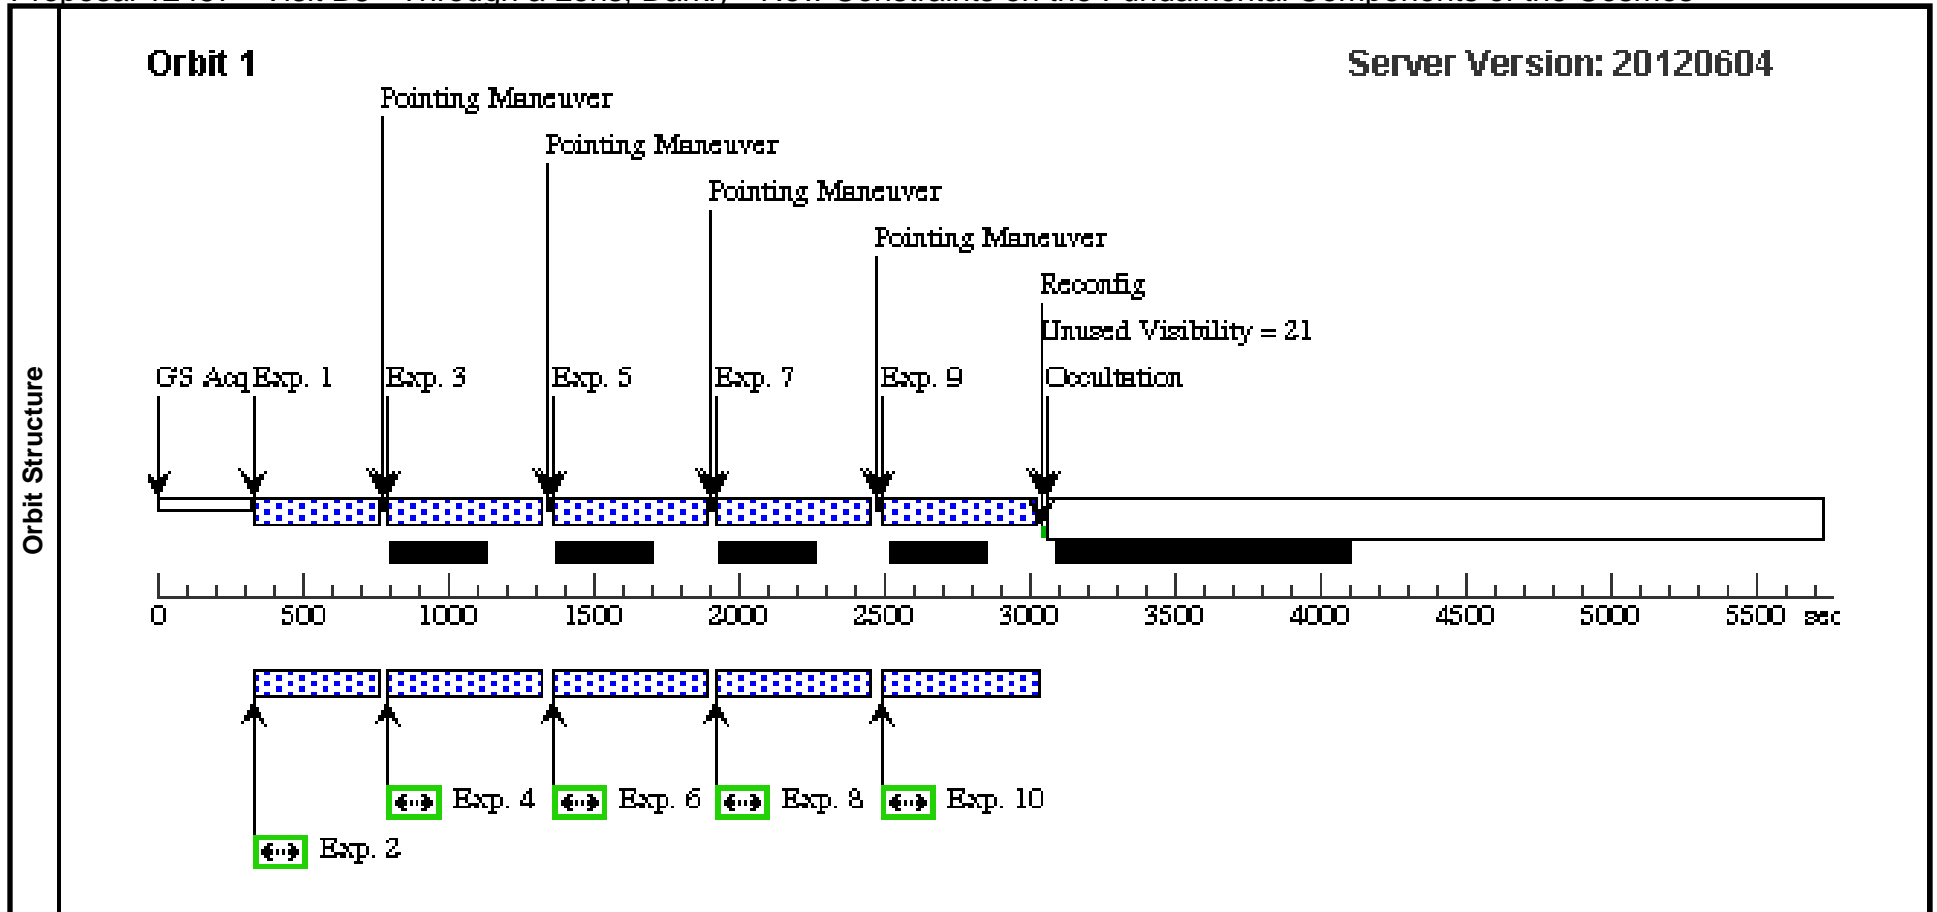 Orbit 1
Server Version: 20120604
Pointing Maneuver
Pointing Maneuver
Pointing Maneuver
Pointing Maneuver
Reconfig
Unused Visibility = 21
GS Acq Exp. 1 Exp. 3 Exp. 5 Exp. 7 Exp. 9 Occultation
Orbit Structure
0 500 1000 1500 2000 2500 3000 3500 4000 4500 5000 5500 sec
Exp. 4 Exp. 6 Exp. 8 Exp. 10
Exp. 2